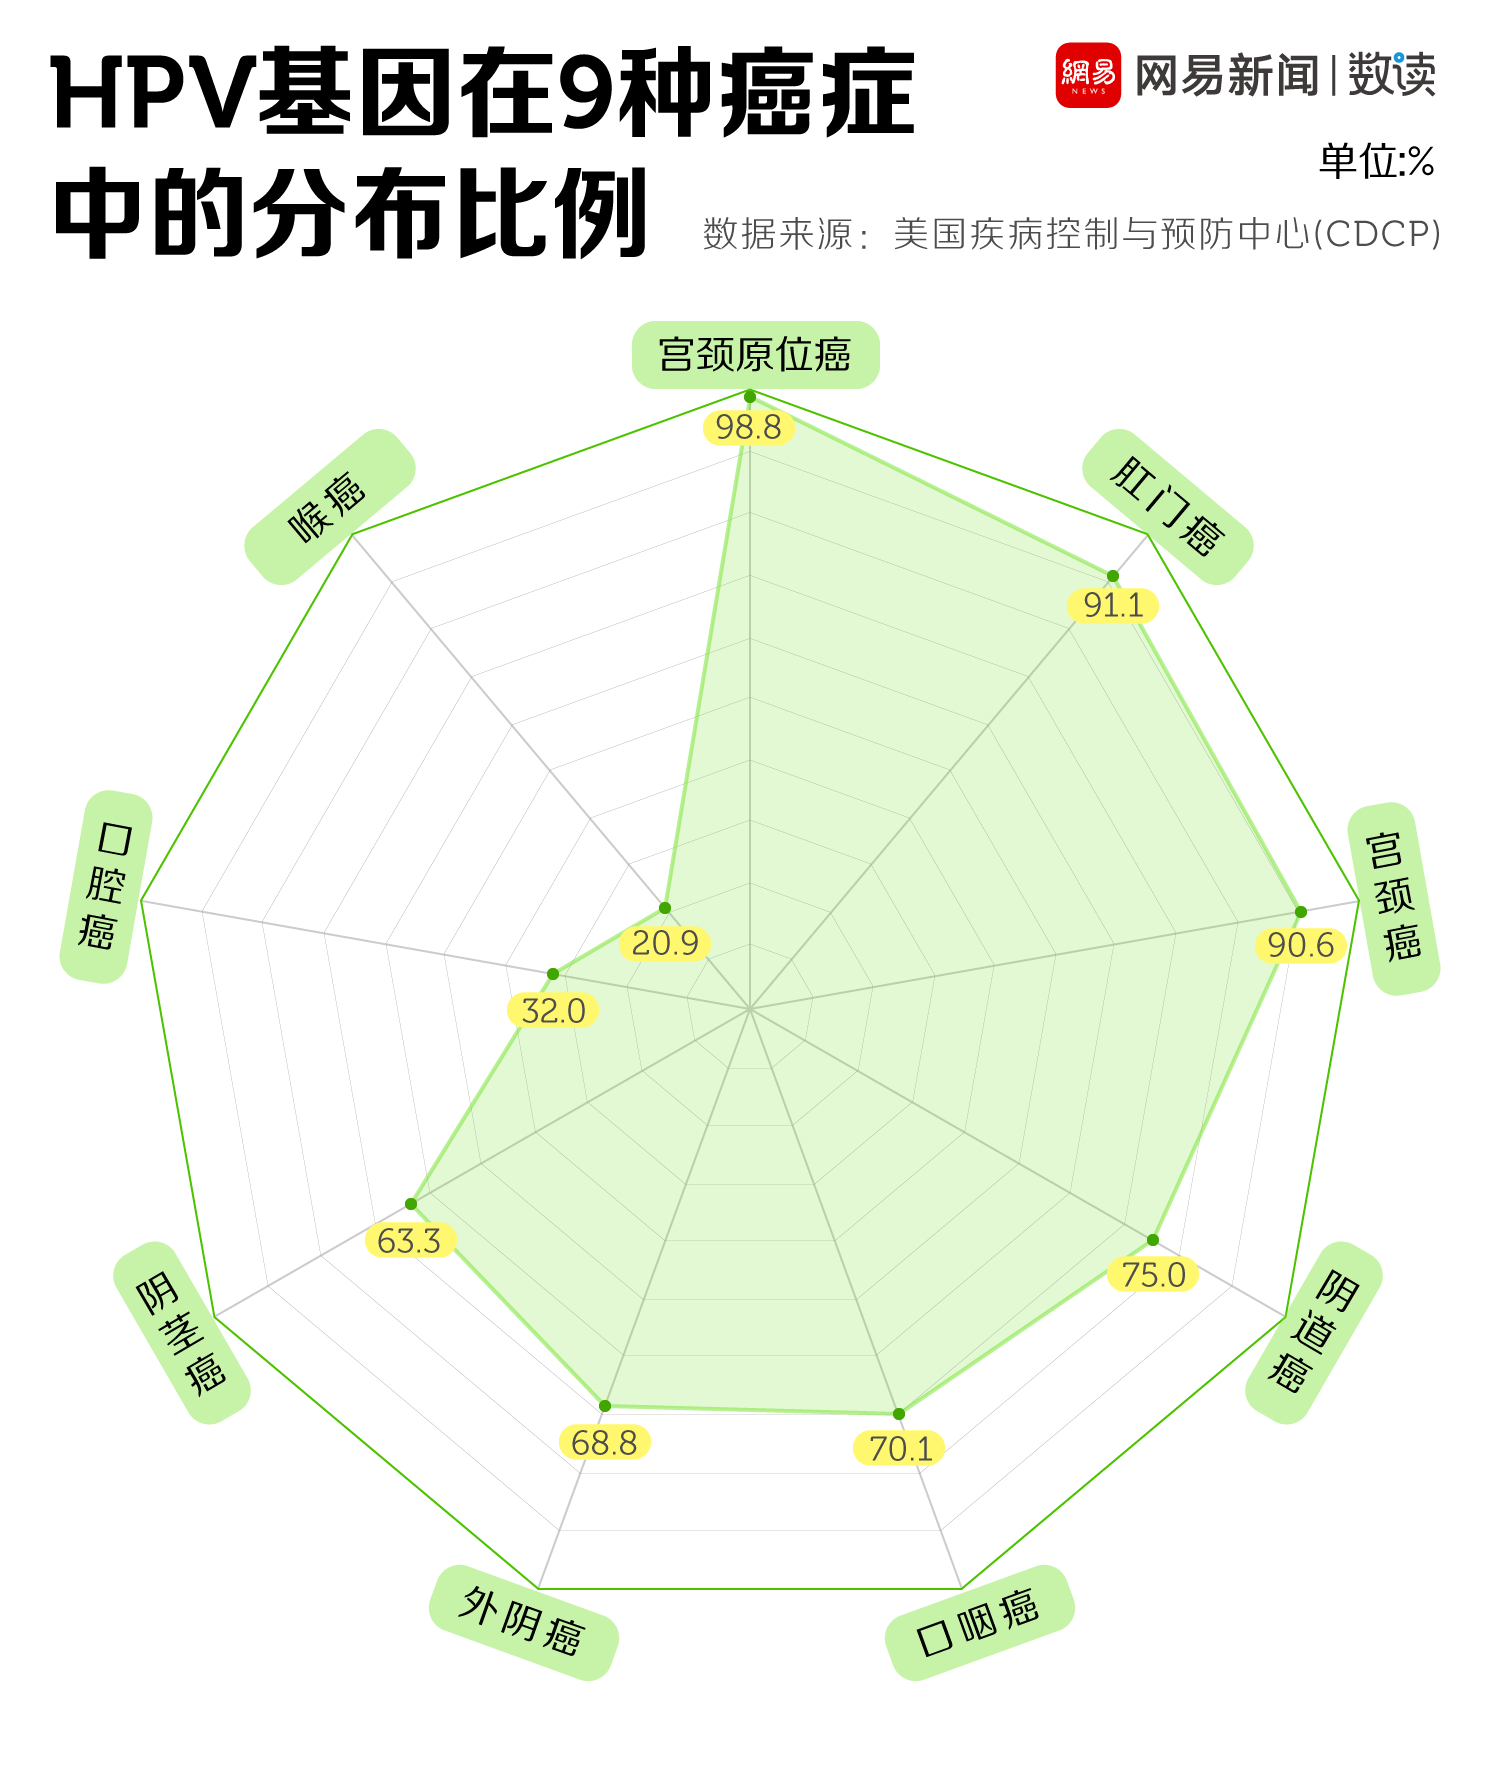 HPV基因在9种癌症
中的分布比例
網易
NEWS
网易新闻|数读
单位:%
数据来源：美国疾病控制与预防中心(CDCP)
宫颈原位癌
98.8
肛门癌
91.1
宫颈癌
90.6
阴道癌
75.0
口咽癌
70.1
外阴癌
68.8
阴茎癌
63.3
口腔癌
32.0
喉癌
20.9